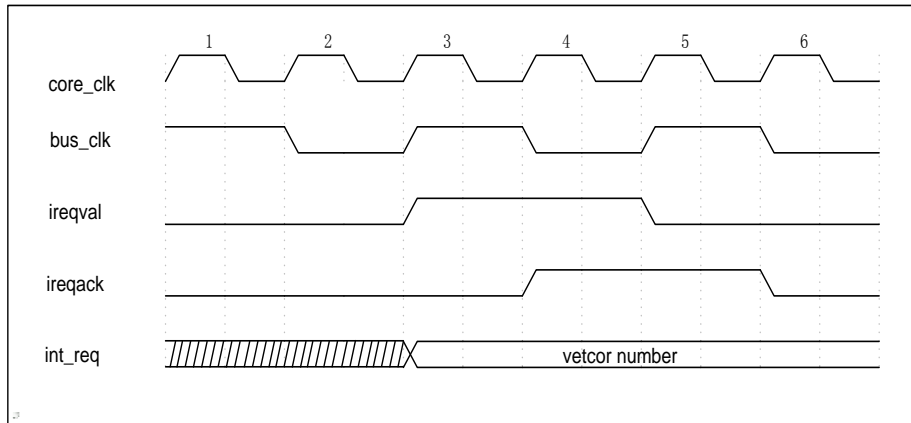 1 2 3 4 5 6
core_clk
bus_clk
ireqval
ireqack
int_req vetcor number